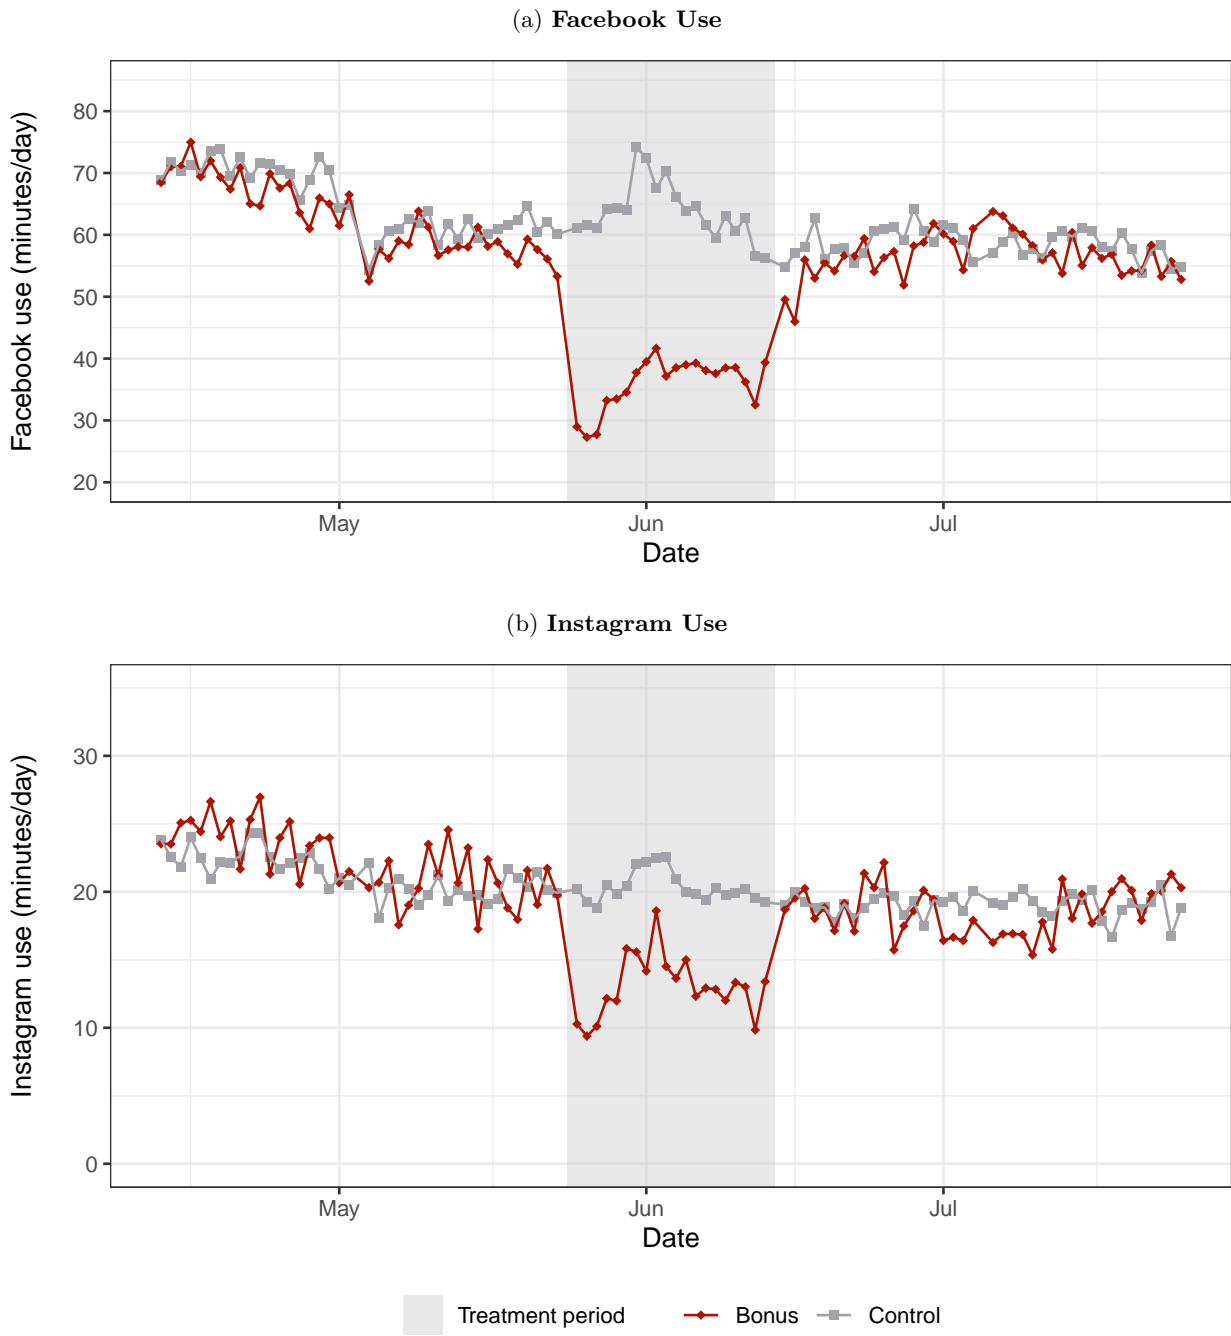 (a) Facebook Use
Facebook use (minutes/day)
80
70
60
50
40
30
20
May Jun Jul
Date
(b) Instagram Use
Instagram use (minutes/day)
30
20
10
0
May Jun Jul
Date
Treatment period Bonus Control